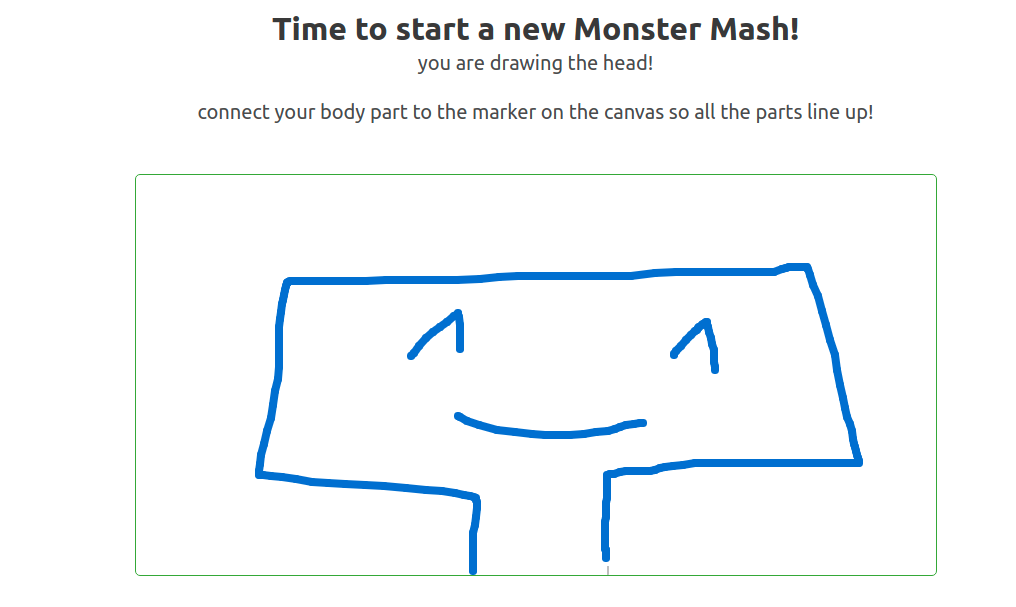 Time to start a new Monster Mash!
you are drawing the head!
connect your body part to the marker on the canvas so all the parts line up!